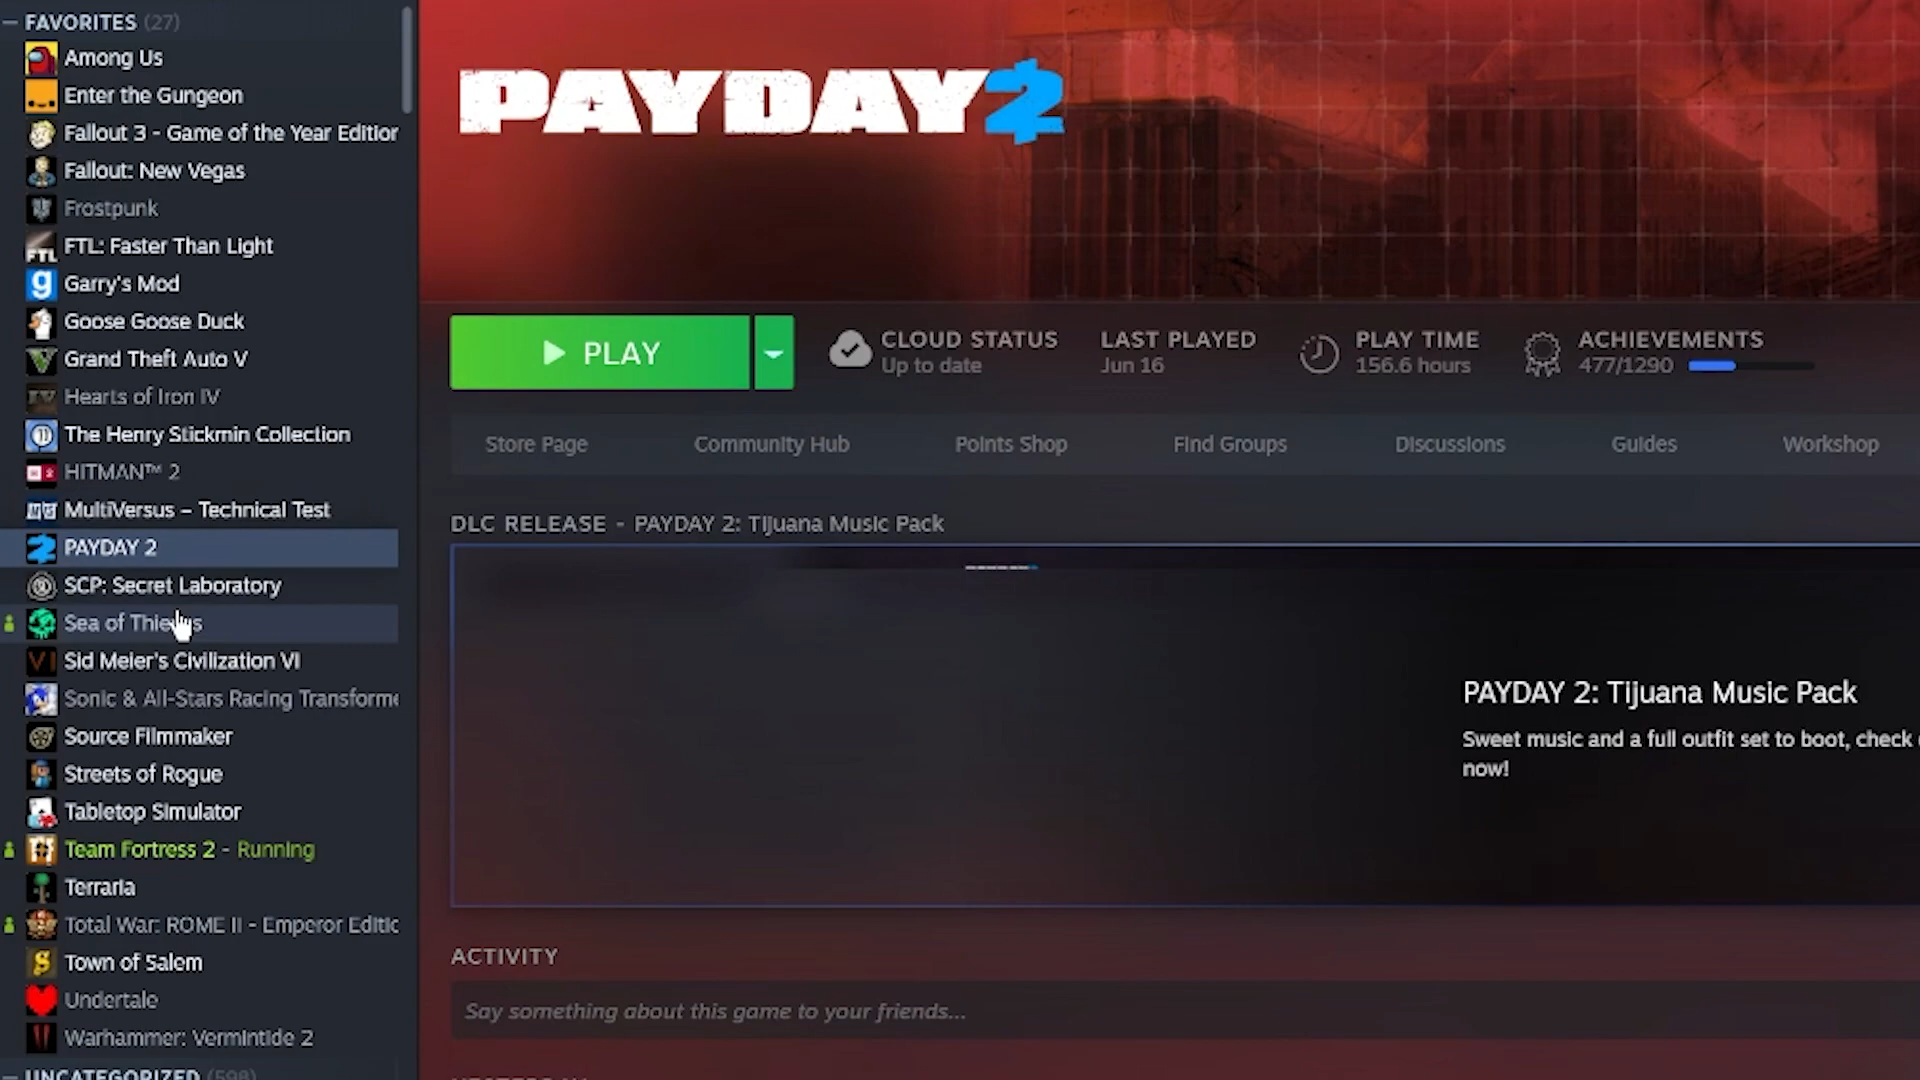 FAVORITES (27)
Among Us
Enter the Gungeon
Fallout 3 - Game of the Year Edition
Fallout: New Vegas
Frostpunk
FTL: Faster Than Light
Garry's Mod
Goose Goose Duck
Grand Theft Auto V
Hearts of Iron IV
The Henry Stickmin Collection
HITMAN™ 2
MultiVersus – Technical Test
PAYDAY 2
SCP: Secret Laboratory
Sea of Thieves
Sid Meier's Civilization VI
Sonic & All-Stars Racing Transforme
Source Filmmaker
Streets of Rogue
Tabletop Simulator
Team Fortress 2 - Running
Terraria
Total War: ROME II - Emperor Editio
Town of Salem
Undertale
Warhammer: Vermintide 2
UNCATEGORIZED (598)
PAYDAY 2
PLAY
CLOUD STATUS
Up to date
LAST PLAYED
Jun 16
PLAY TIME
156.6 hours
ACHIEVEMENTS
477/1290
Store Page Community Hub Points Shop Find Groups Discussions Guides Workshop
DLC RELEASE - PAYDAY 2: Tijuana Music Pack
PAYDAY 2: Tijuana Music Pack
Sweet music and a full outfit set to boot, check
now!
ACTIVITY
Say something about this game to your friends...